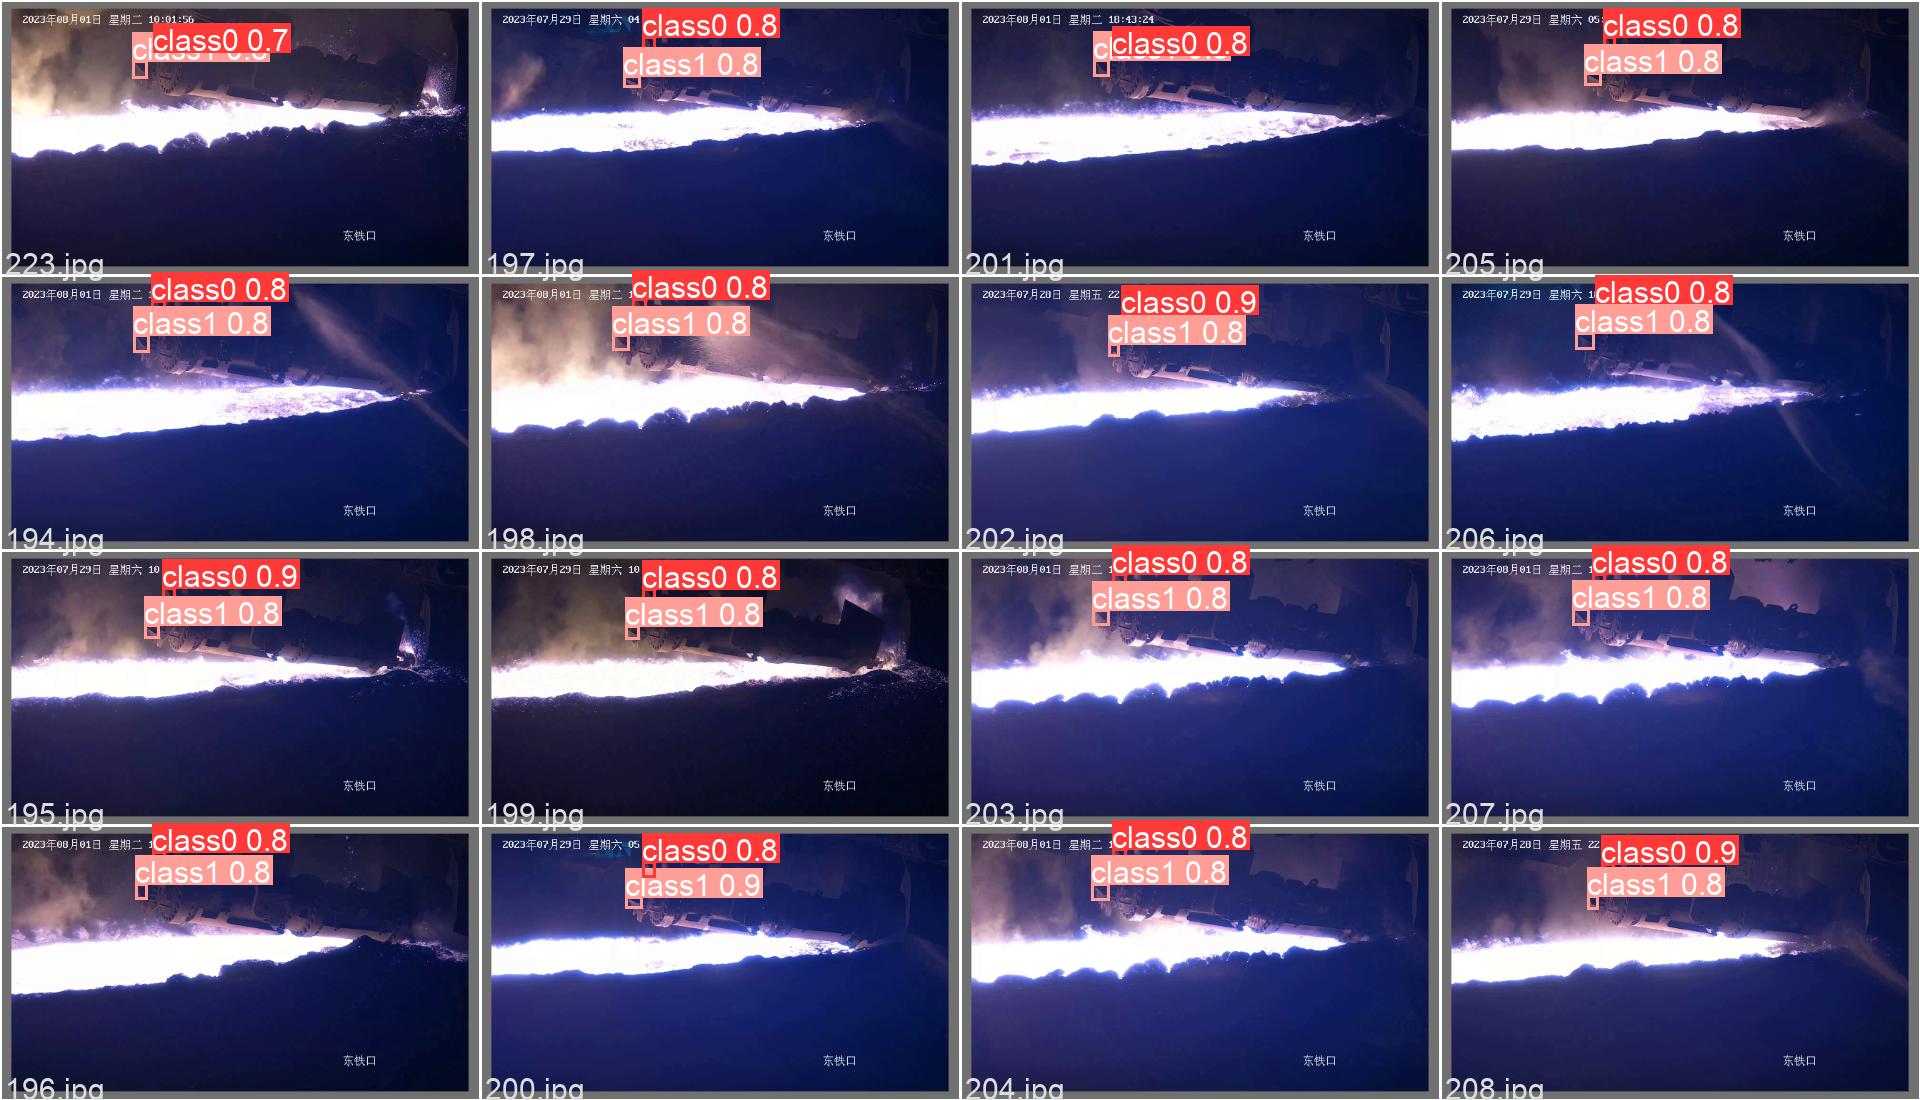 2023年08月01日 星期二 10:01:56
class0 0.7
class1 0.8
东铁口
223.jpg
2023年07月29日 星期六 04
class0 0.8
class1 0.8
东铁口
197.jpg
2023年08月01日 星期二 18:43:24
class0 0.8
东铁口
201.jpg
2023年07月29日 星期六 05:
class0 0.8
class1 0.8
东铁口
205.jpg
2023年08月01日 星期二
class0 0.8
class1 0.8
东铁口
194.jpg
2023年08月01日 星期二 1
class0 0.8
class1 0.8
东铁口
198.jpg
2023年07月28日 星期五 22
class0 0.9
class1 0.8
东铁口
202.jpg
2023年07月29日 星期六 1
class0 0.8
class1 0.8
东铁口
206.jpg
2023年07月29日 星期六 10
class0 0.9
class1 0.8
东铁口
195.jpg
2023年07月29日 星期六 10
class0 0.8
class1 0.8
东铁口
199.jpg
2023年08月01日 星期二 1
class0 0.8
class1 0.8
东铁口
203.jpg
2023年08月01日 星期二 1
class0 0.8
class1 0.8
东铁口
207.jpg
2023年08月01日 星期二 1
class0 0.8
class1 0.8
东铁口
196.jpg
2023年07月29日 星期六 05
class0 0.8
class1 0.9
东铁口
200.jpg
2023年08月01日 星期二 1
class0 0.8
class1 0.8
东铁口
204.jpg
2023年07月28日 星期五 22
class0 0.9
class1 0.8
东铁口
208.jpg